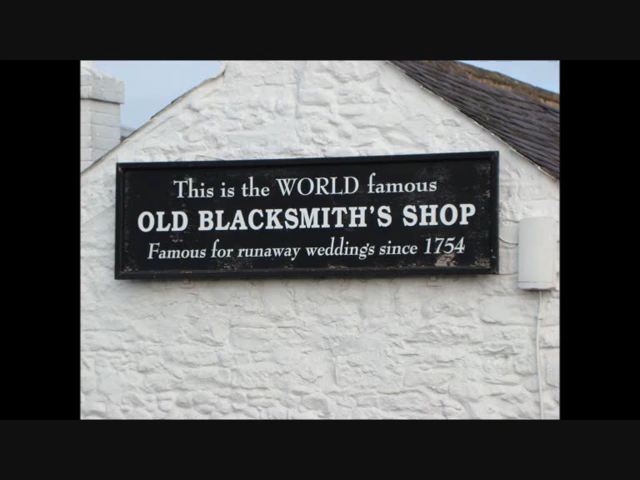 This is the WORLD famous
OLD BLACKSMITH'S SHOP
Famous for runaway weddings since 1754